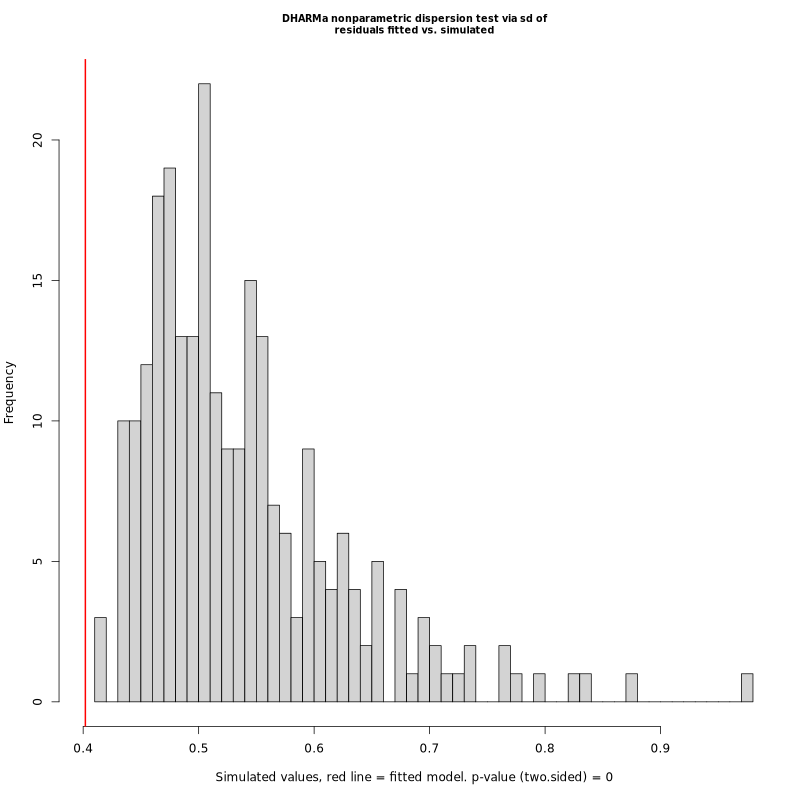 DHARMa nonparametric dispersion test via sd of
residuals fitted vs. simulated
20
15
10
5
0
Frequency
0.4 0.5 0.6 0.7 0.8 0.9
Simulated values, red line = fitted model. p-value (two.sided) = 0